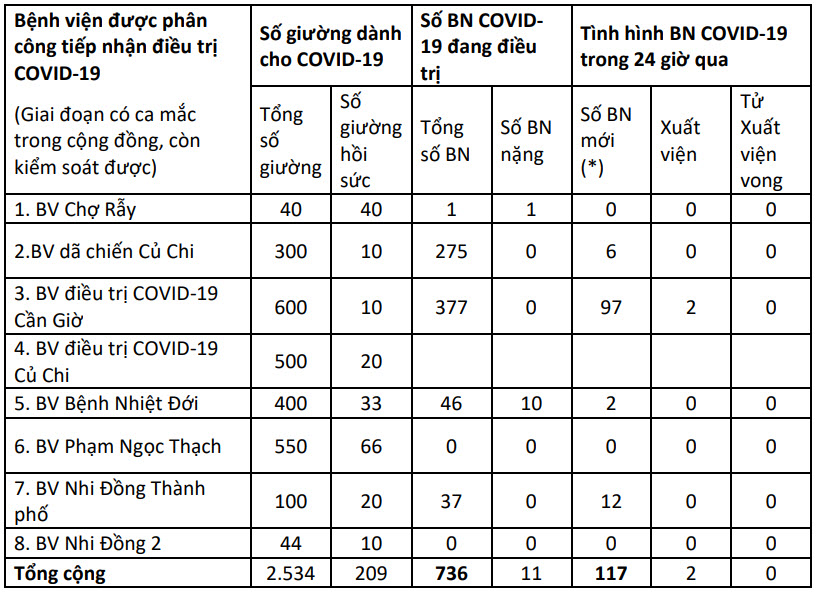 Bệnh viện được phân công tiếp nhận điều trị COVID-19 (Giai đoạn có ca mắc trong cộng đồng, còn kiểm soát được) | Số giường dành cho COVID-19 | Số BN COVID-19 đang điều trị | Tình hình BN COVID-19 trong 24 giờ qua
Tổng số giường | Số giường hồi sức | Tổng số BN | Số BN nặng | Số BN mới (*) | Xuất viện | Tử Xuất viện vong
1. BV Chợ Rẫy | 40 | 40 | 1 | 1 | 0 | 0 | 0
2.BV dã chiến Củ Chi | 300 | 10 | 275 | 0 | 6 | 0 | 0
3. BV điều trị COVID-19 Cần Giờ | 600 | 10 | 377 | 0 | 97 | 2 | 0
4. BV điều trị COVID-19 Củ Chi | 500 | 20
5. BV Bệnh Nhiệt Đới | 400 | 33 | 46 | 10 | 2 | 0 | 0
6. BV Phạm Ngọc Thạch | 550 | 66 | 0 | 0 | 0 | 0 | 0
7. BV Nhi Đồng Thành phố | 100 | 20 | 37 | 0 | 12 | 0 | 0
8. BV Nhi Đồng 2 | 44 | 10 | 0 | 0 | 0 | 0 | 0
Tổng cộng | 2.534 | 209 | 736 | 11 | 117 | 2 | 0